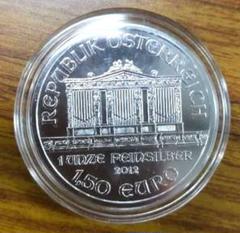 REPUBLIK ÖSTERREICH
1 UNZE FEINSILBER
2012
1,50 EURO